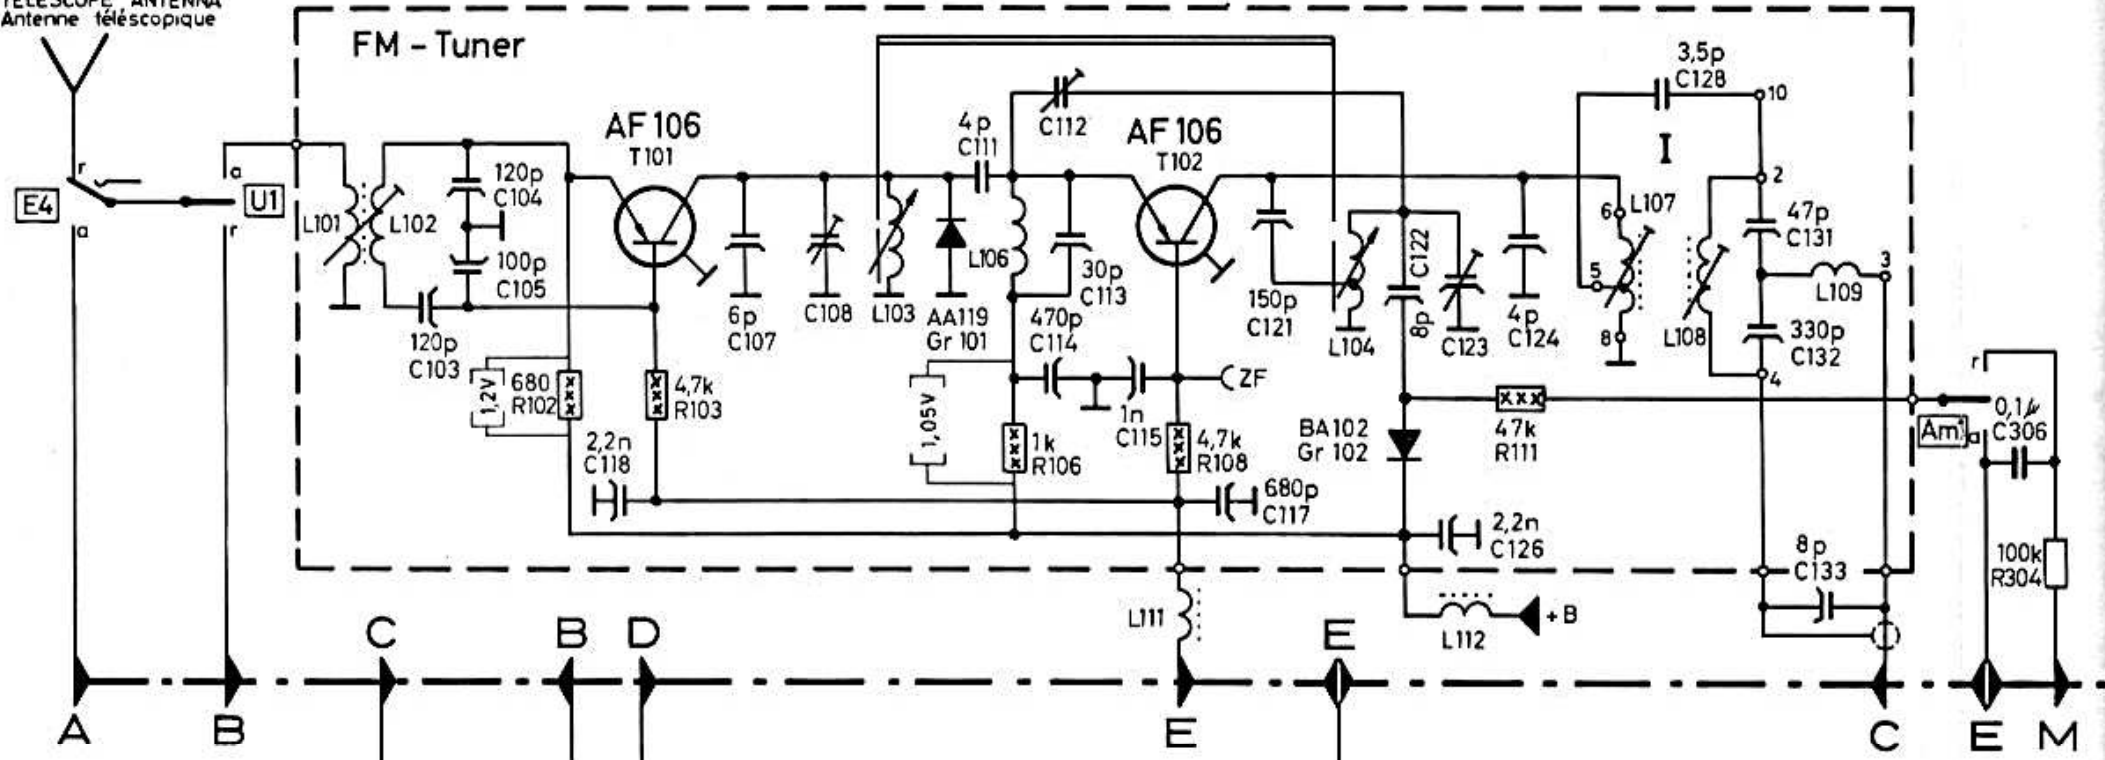 TELESCOPE ANTENNA
Antenne téléscopique
FM - Tuner
3,5p
C128
10
I
AF 106
T101
4p
C111
C112
AF 106
T102
r
a
E4
U1
a
r
L101
L102
120p
C104
100p
C105
120p
C103
6p
C107
C108
L103
AA119
Gr 101
L106
30p
C113
470p
C114
150p
C121
L104
C122
8p
C123
4p
C124
6
L107
5
8
2
47p
C131
3
L109
L108
330p
C132
4
1,2V
680
R102
4,7k
R103
2,2n
C118
1,05V
1k
R106
1n
C115
ZF
4,7k
R108
680p
C117
BA102
Gr 102
47k
R111
2,2n
C126
r
Am
a
0,1µ
C306
100k
R304
8p
C133
L111
L112
+ B
C
B
D
E
A
B
E
C
E
M